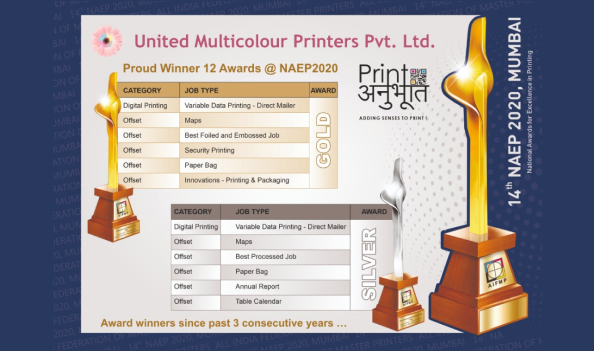 United Multicolour Printers Pvt. Ltd.
Proud Winner 12 Awards @ NAEP2020
CATEGORY JOB TYPE AWARD
Digital Printing Variable Data Printing - Direct Mailer
Offset Maps
Offset Best Foiled and Embossed Job
Offset Security Printing
Offset Paper Bag
Offset Innovations - Printing & Packaging
GOLD
Print
अनुभूति
ADDING SENSES TO PRINT !
CATEGORY JOB TYPE AWARD
Digital Printing Variable Data Printing - Direct Mailer
Offset Maps
Offset Best Processed Job
Offset Paper Bag
Offset Annual Report
Offset Table Calendar
SILVER
Award winners since past 3 consecutive years ...
14th NAEP 2020, MUMBAI
National Awards for Excellence in Printing
AIFMP